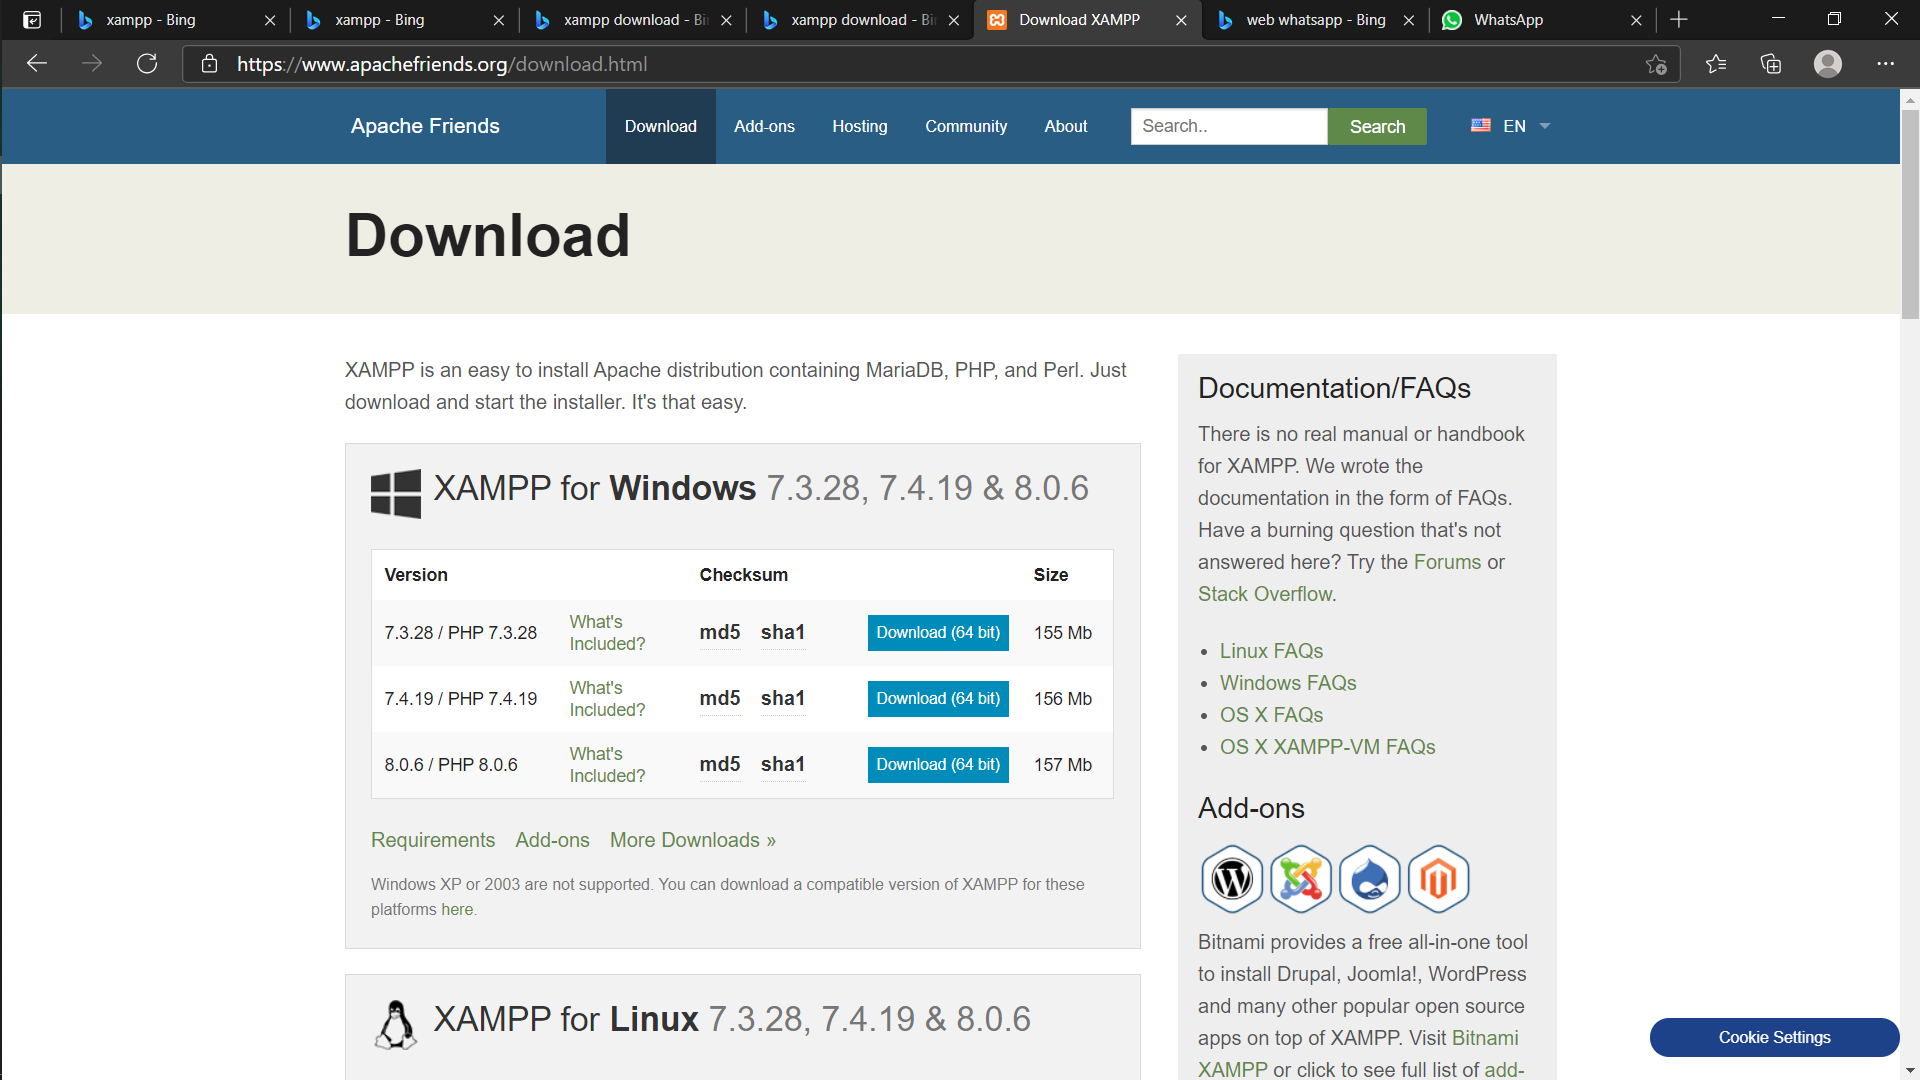 xampp - Bing
xampp - Bing
xampp download - Bi
xampp download - Bi
Download XAMPP
web whatsapp - Bing
WhatsApp
https://www.apachefriends.org/download.html
Apache Friends
Download
Add-ons
Hosting
Community
About
Search..
Search
EN
Download
XAMPP is an easy to install Apache distribution containing MariaDB, PHP, and Perl. Just
download and start the installer. It's that easy.
XAMPP for Windows 7.3.28, 7.4.19 & 8.0.6
Version Checksum Size
7.3.28 / PHP 7.3.28 What's Included? md5 sha1 Download (64 bit) 155 Mb
7.4.19 / PHP 7.4.19 What's Included? md5 sha1 Download (64 bit) 156 Mb
8.0.6 / PHP 8.0.6 What's Included? md5 sha1 Download (64 bit) 157 Mb
Requirements Add-ons More Downloads »
Windows XP or 2003 are not supported. You can download a compatible version of XAMPP for these
platforms here.
XAMPP for Linux 7.3.28, 7.4.19 & 8.0.6
Documentation/FAQs
There is no real manual or handbook
for XAMPP. We wrote the
documentation in the form of FAQs.
Have a burning question that's not
answered here? Try the Forums or
Stack Overflow.
• Linux FAQs
• Windows FAQs
• OS X FAQs
• OS X XAMPP-VM FAQs
Add-ons
Bitnami provides a free all-in-one tool
to install Drupal, Joomla!, WordPress
and many other popular open source
apps on top of XAMPP. Visit Bitnami
XAMPP or click to see full list of add-
Cookie Settings